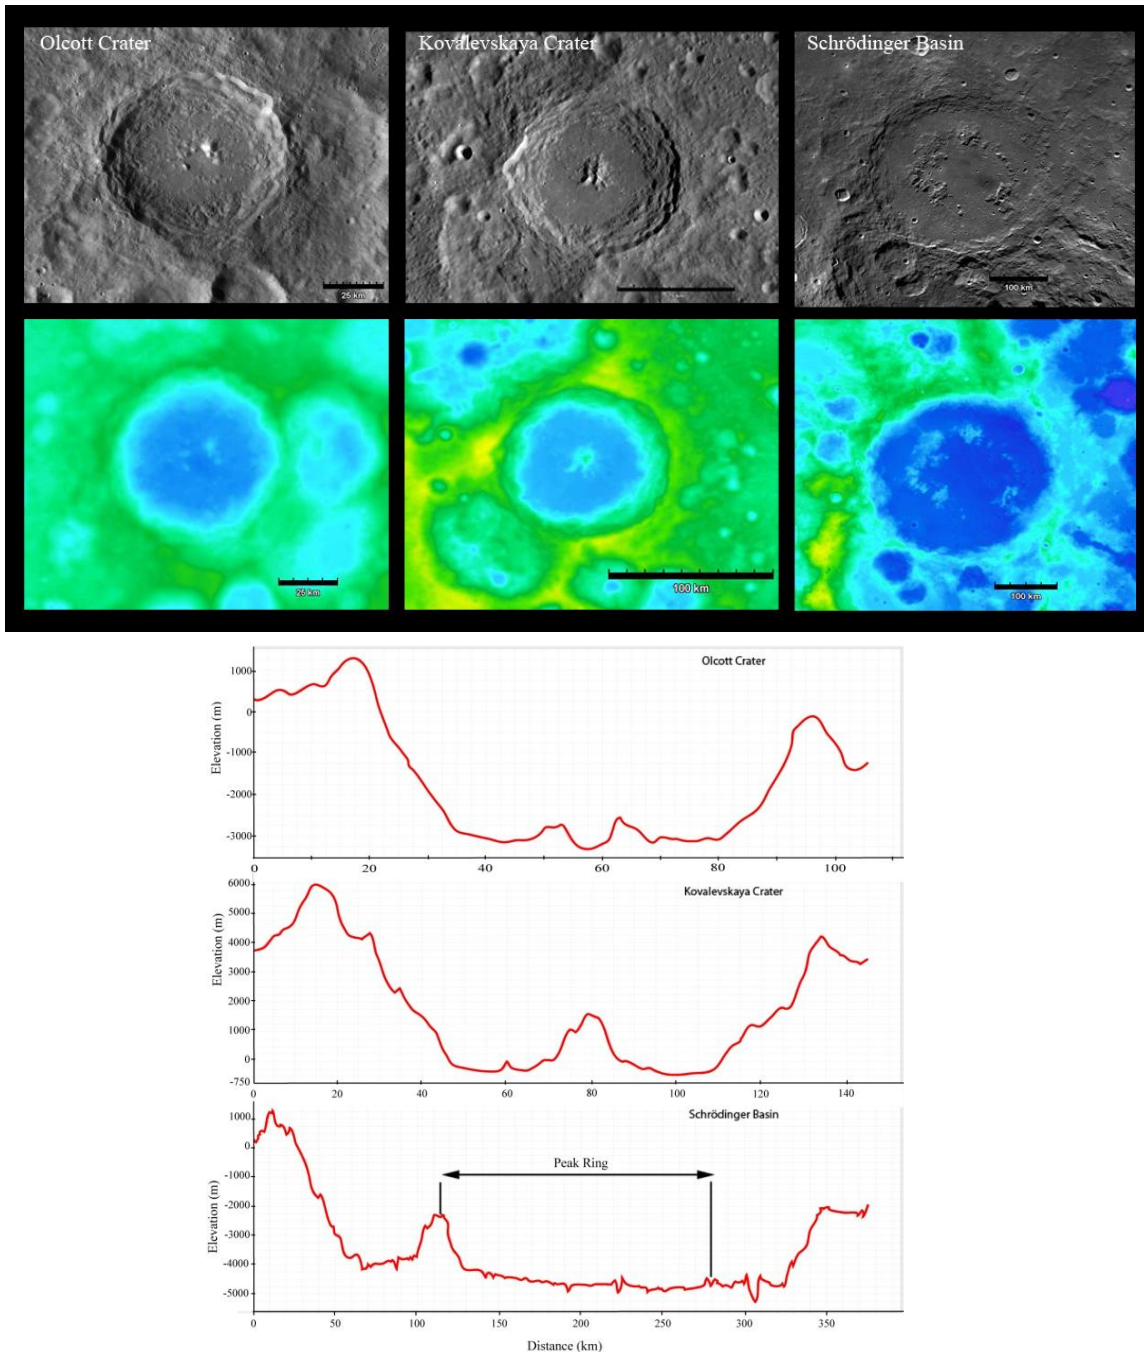 Olcott Crater
Kovalevskaya Crater
Schrödinger Basin
25 km
100 km
25 km
100 km
100 km
Olcott Crater
Elevation (m)
1000
0
-1000
-2000
-3000
0 20 40 60 80 100
Kovalevskaya Crater
Elevation (m)
6000
5000
4000
3000
2000
1000
0
-750
0 20 40 60 80 100 120 140
Schrödinger Basin
Peak Ring
Elevation (m)
1000
0
-1000
-2000
-3000
-4000
-5000
0 50 100 150 200 250 300 350
Distance (km)